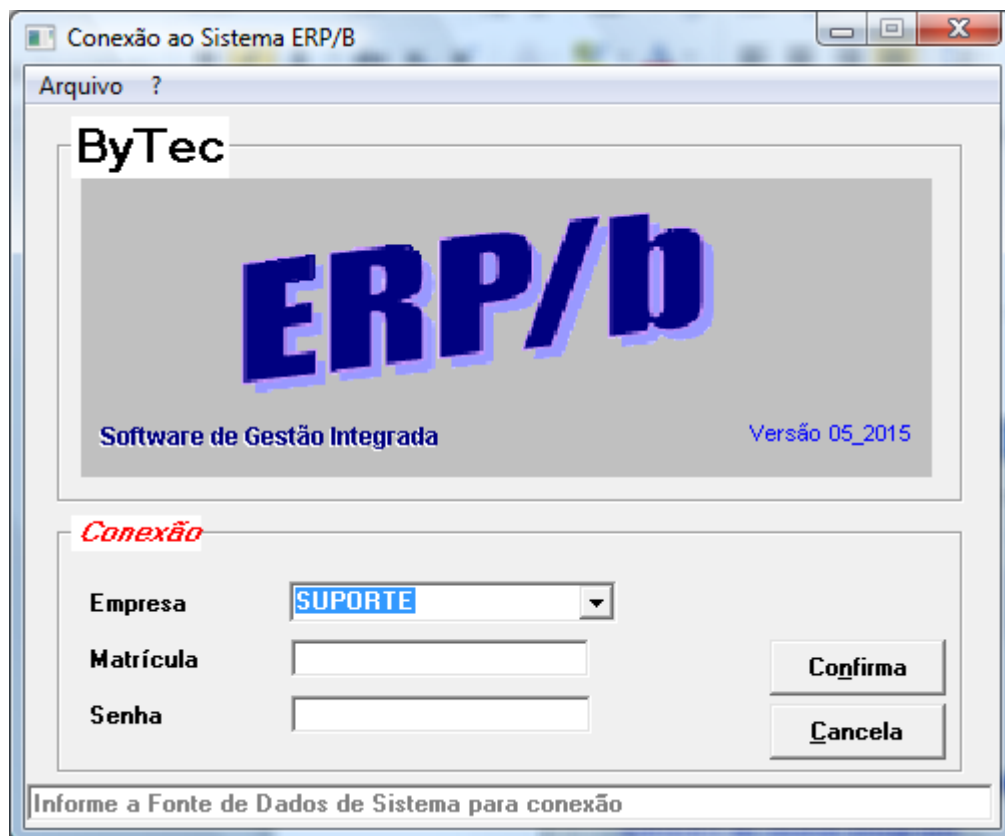 Conexão ao Sistema ERP/B
Arquivo ?
ByTec
ERP/b
Software de Gestão Integrada
Versão 05_2015
Conexão
Empresa SUPORTE
Matrícula
Confirma
Senha
Cancela
Informe a Fonte de Dados de Sistema para conexão